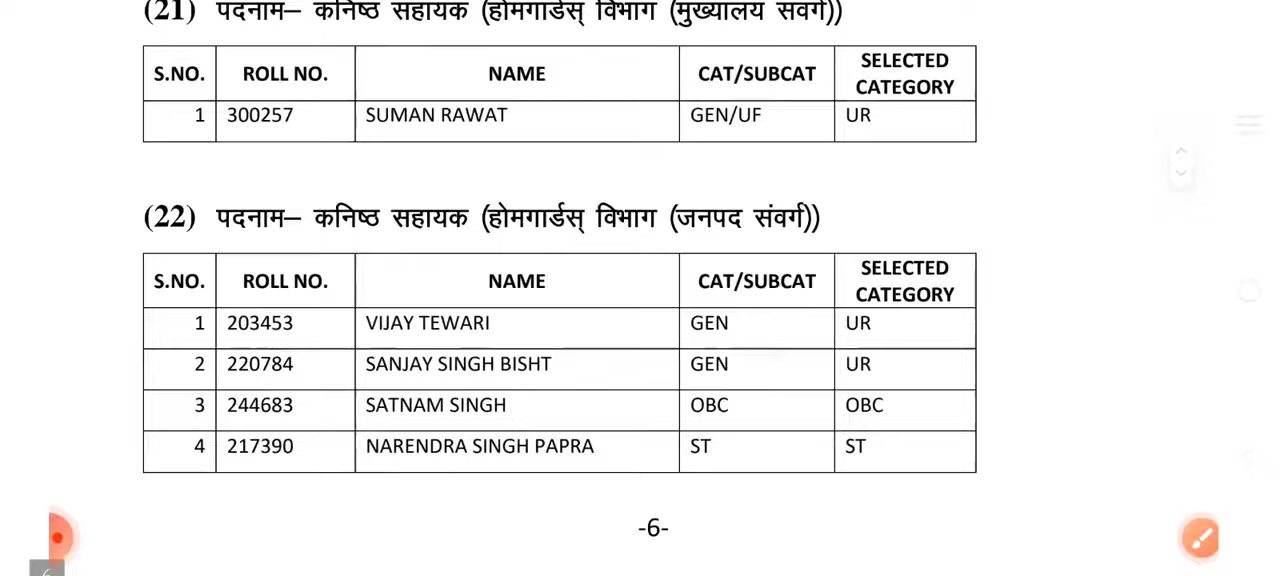 (21) पदनाम– कनिष्ठ सहायक (होमगार्डस् विभाग (मुख्यालय संवर्ग))
S.NO. ROLL NO. NAME CAT/SUBCAT SELECTED CATEGORY
1 300257 SUMAN RAWAT GEN/UF UR
(22) पदनाम– कनिष्ठ सहायक (होमगार्डस् विभाग (जनपद संवर्ग))
S.NO. ROLL NO. NAME CAT/SUBCAT SELECTED CATEGORY
1 203453 VIJAY TEWARI GEN UR
2 220784 SANJAY SINGH BISHT GEN UR
3 244683 SATNAM SINGH OBC OBC
4 217390 NARENDRA SINGH PAPRA ST ST
-6-
6